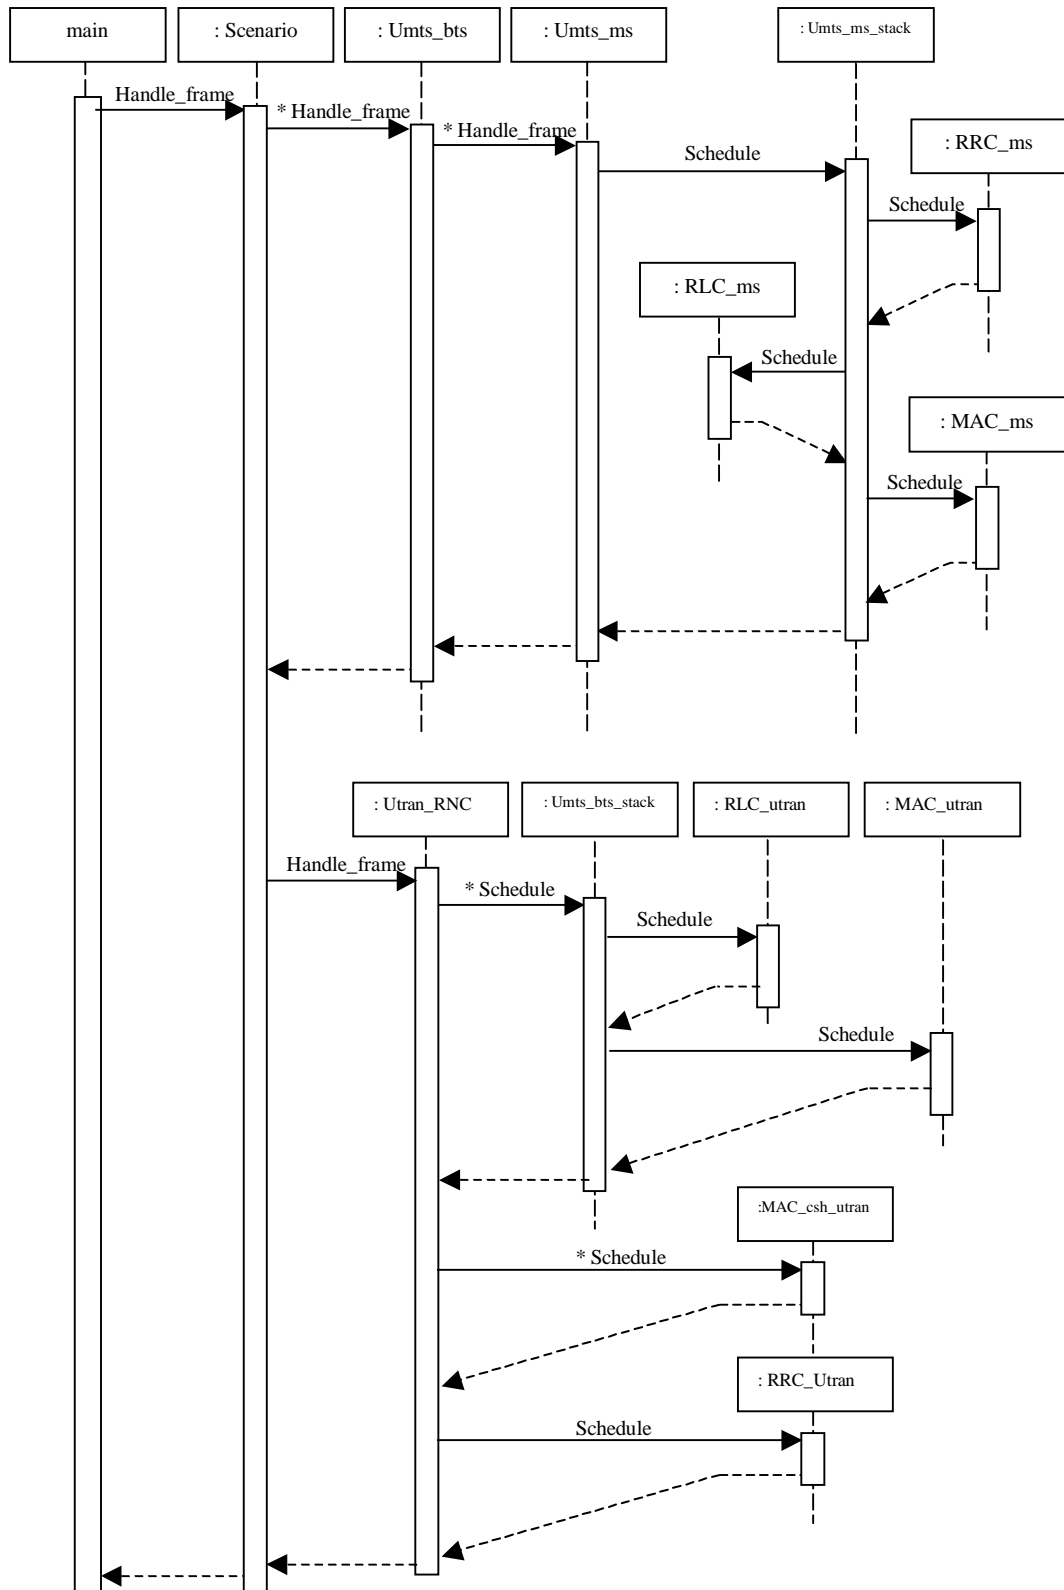 main
: Scenario
: Umts_bts
: Umts_ms
: Umts_ms_stack
Handle_frame
* Handle_frame
* Handle_frame
Schedule
: RRC_ms
Schedule
: RLC_ms
Schedule
: MAC_ms
Schedule
: Utran_RNC
: Umts_bts_stack
: RLC_utran
: MAC_utran
Handle_frame
* Schedule
Schedule
Schedule
:MAC_csh_utran
* Schedule
: RRC_Utran
Schedule